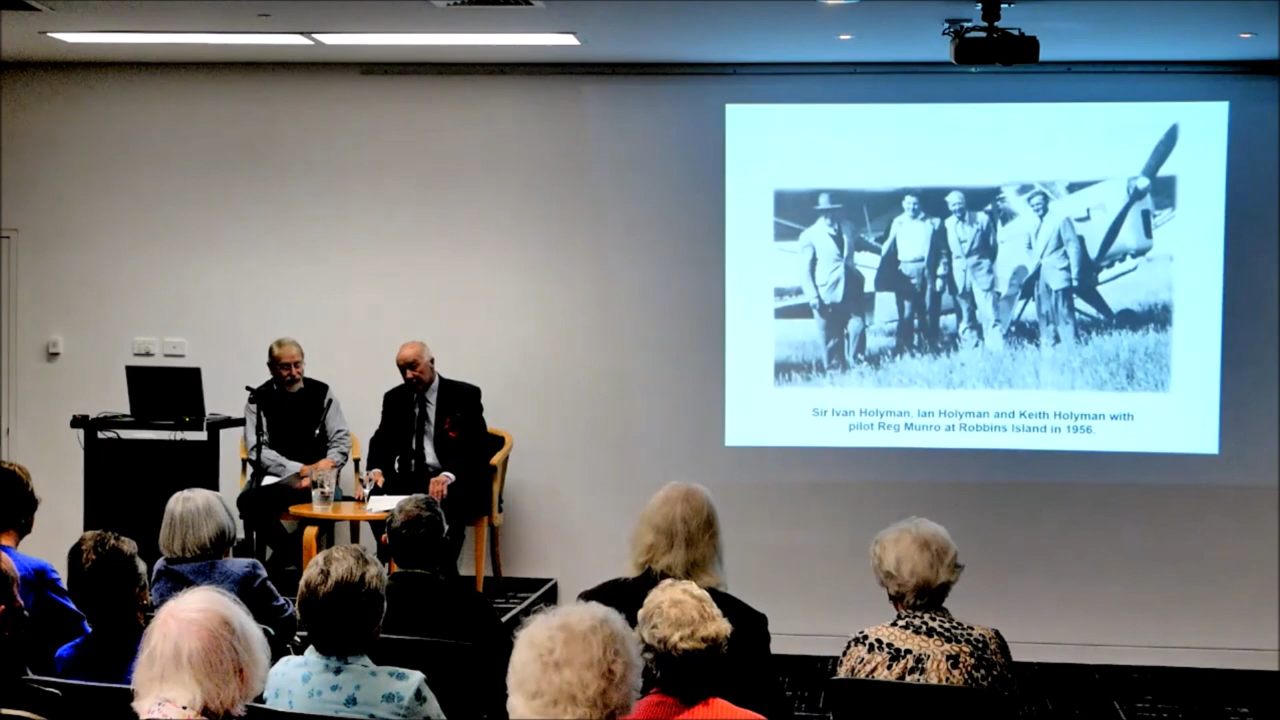 Sir Ivan Holyman, Ian Holyman and Keith Holyman with
pilot Reg Munro at Robbins Island in 1956.